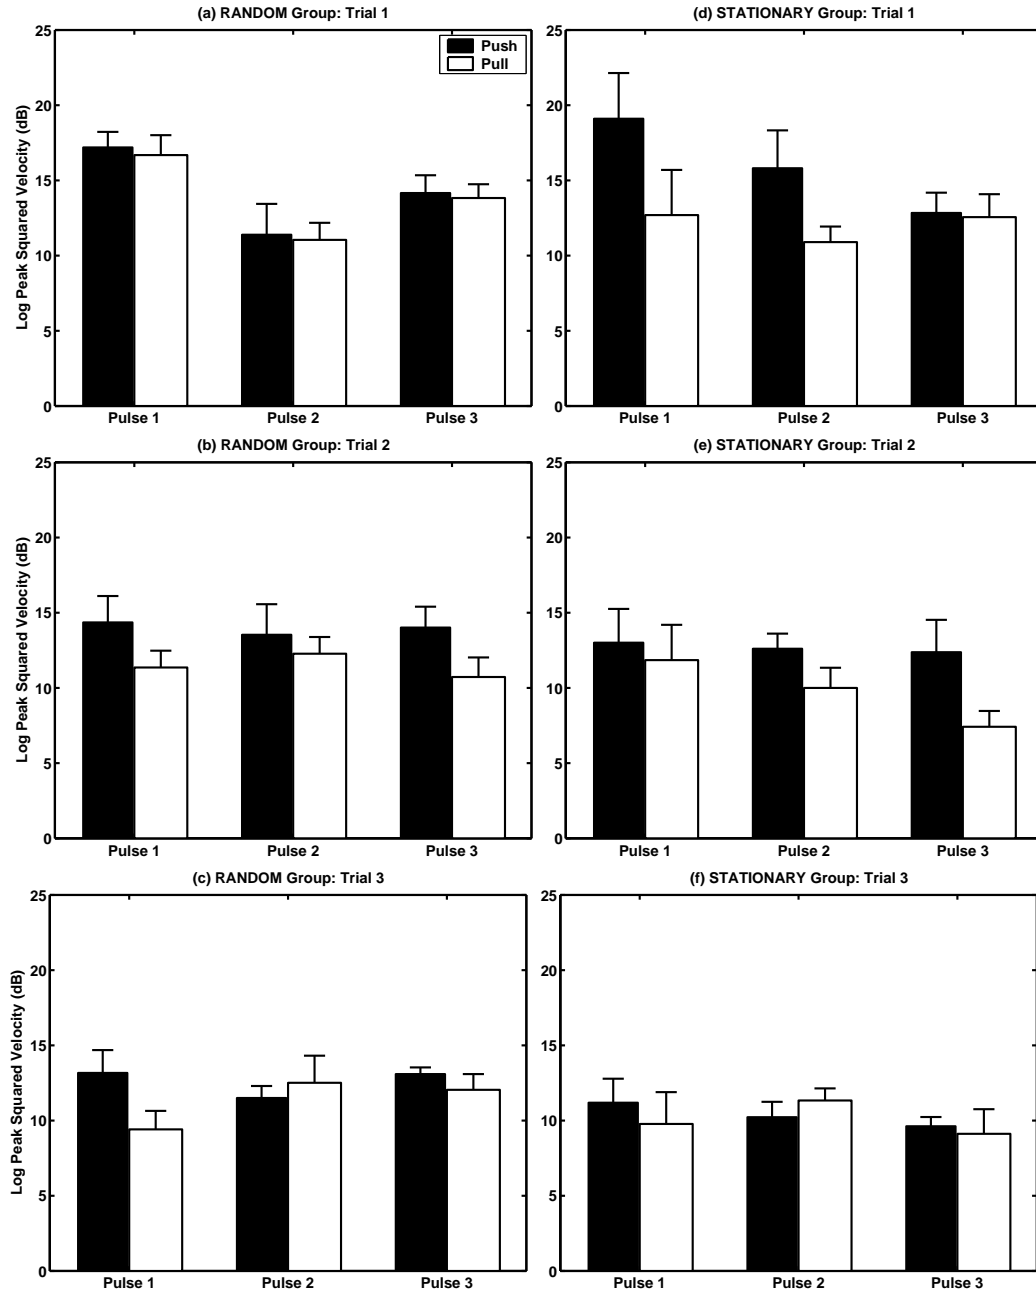 (a) RANDOM Group: Trial 1
Push
Pull
Log Peak Squared Velocity (dB)
25
20
15
10
5
0
Pulse 1 Pulse 2 Pulse 3
(d) STATIONARY Group: Trial 1
25
20
15
10
5
0
Pulse 1 Pulse 2 Pulse 3
(b) RANDOM Group: Trial 2
Log Peak Squared Velocity (dB)
25
20
15
10
5
0
Pulse 1 Pulse 2 Pulse 3
(e) STATIONARY Group: Trial 2
25
20
15
10
5
0
Pulse 1 Pulse 2 Pulse 3
(c) RANDOM Group: Trial 3
Log Peak Squared Velocity (dB)
25
20
15
10
5
0
Pulse 1 Pulse 2 Pulse 3
(f) STATIONARY Group: Trial 3
25
20
15
10
5
0
Pulse 1 Pulse 2 Pulse 3